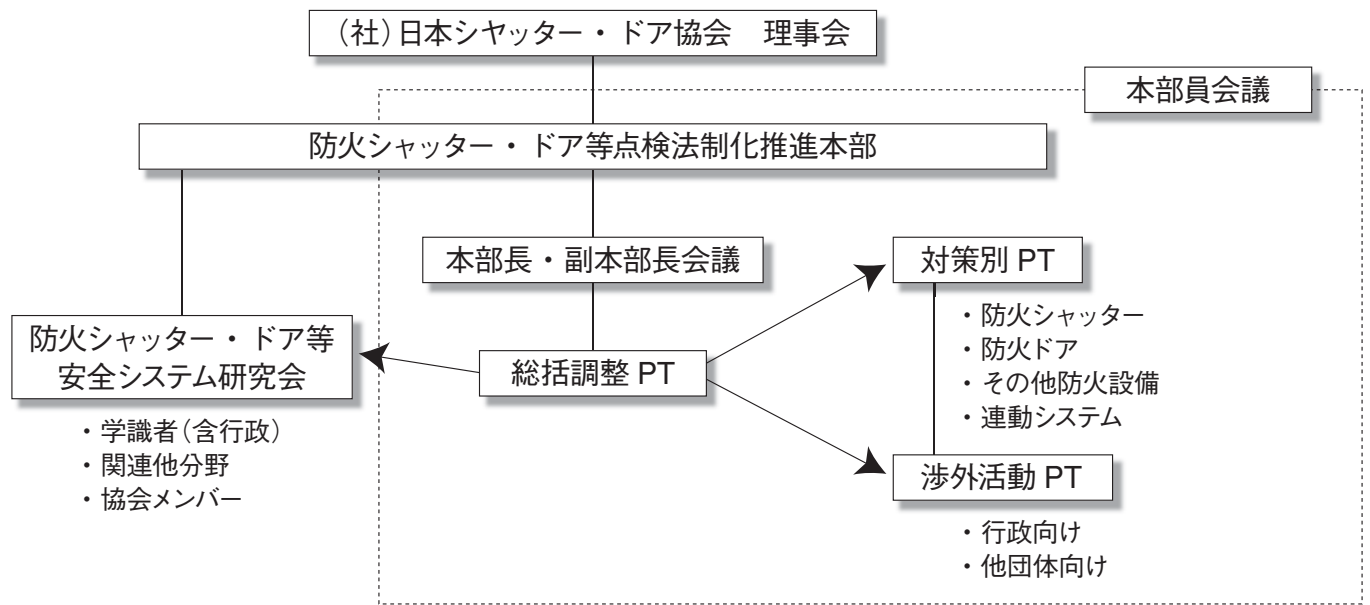 （社）日本シヤッター・ドア協会　理事会
本部員会議
防火シャッター・ドア等点検法制化推進本部
本部長・副本部長会議
対策別 PT
・防火シャッター
・防火ドア
・その他防火設備
・連動システム
防火シャッター・ドア等
安全システム研究会
総括調整 PT
・学識者（含行政）
・関連他分野
・協会メンバー
渉外活動 PT
・行政向け
・他団体向け